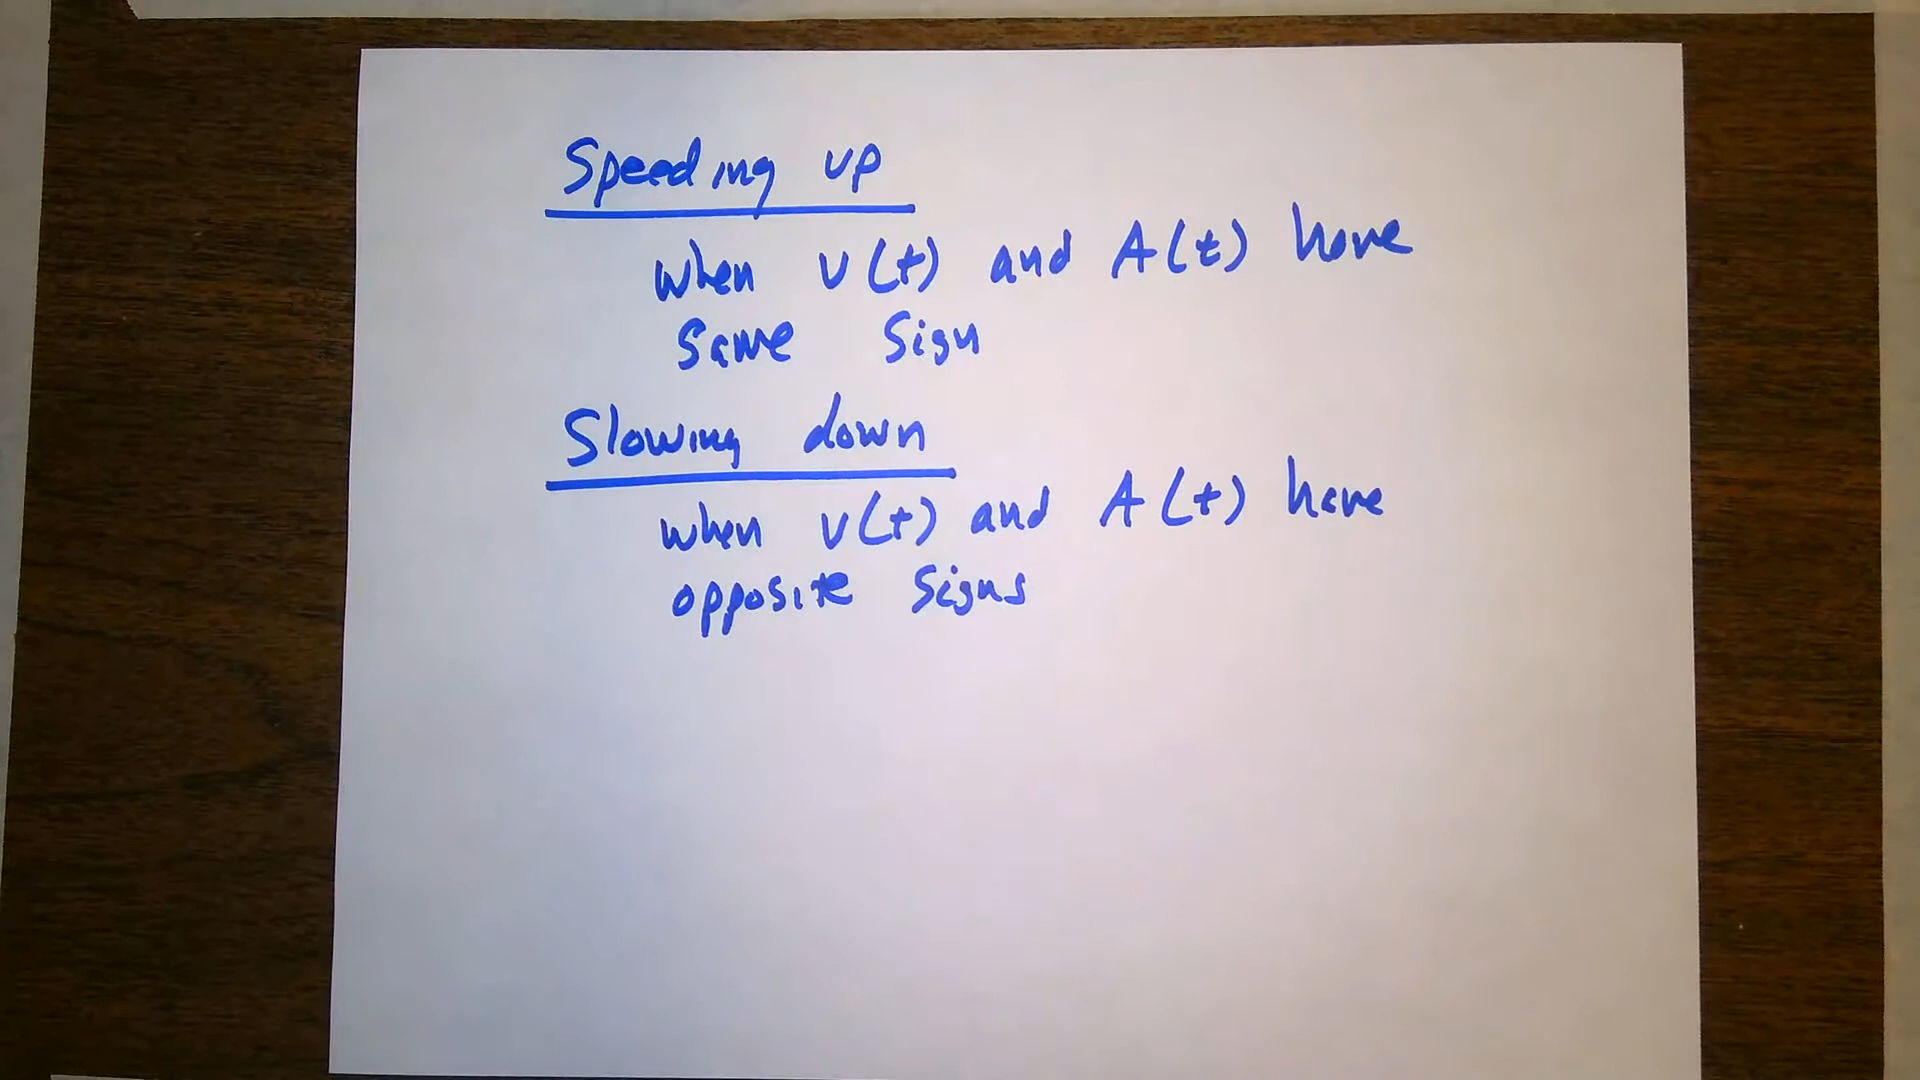 Speeding up
when v(t) and A(t) have
Same Sign
Slowing down
when v(t) and A(t) have
opposite Signs